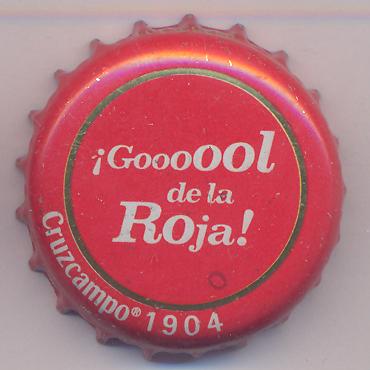 ¡Goooool
de la
Roja!
Cruzcampo® 1904